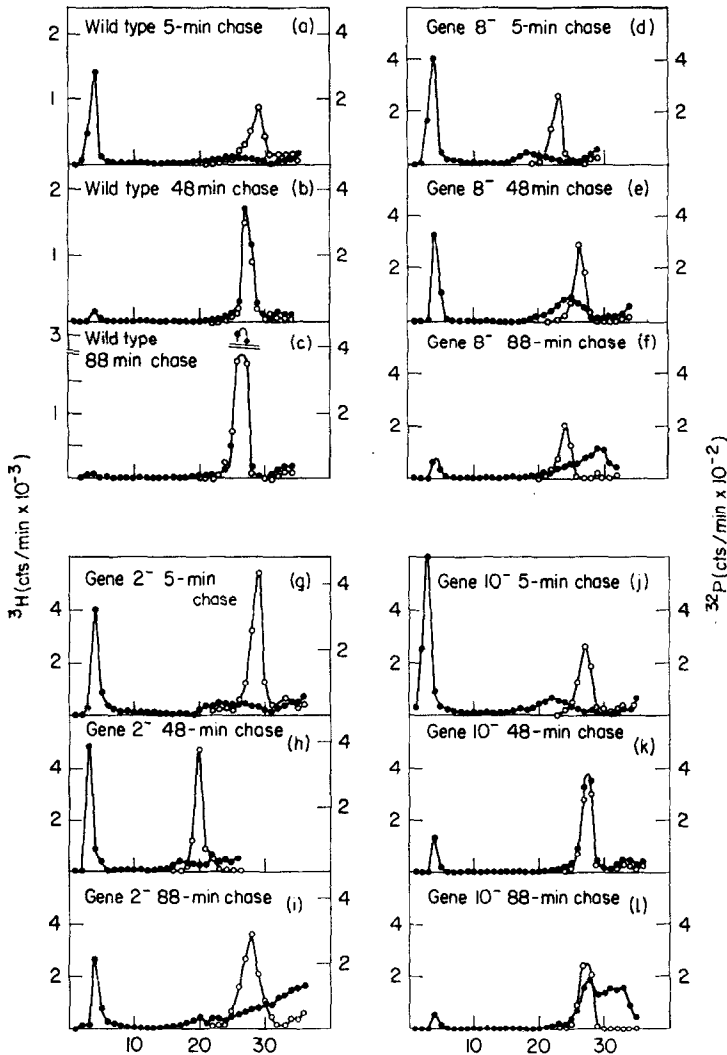 Wild type 5-min chase (a)
2
1
4
2
Wild type 48 min chase (b)
2
1
4
2
Wild type
88 min chase (c)
3
1
4
2
Gene 8⁻ 5-min chase (d)
4
2
4
2
Gene 8⁻ 48min chase (e)
4
2
4
2
Gene 8⁻ 88-min chase (f)
4
2
4
2
³H (cts/min x 10⁻³)
³²P (cts/min x 10⁻²)
Gene 2⁻ 5-min
chase (g)
4
2
4
2
Gene 2⁻ 48-min chase (h)
4
2
4
2
Gene 2⁻ 88-min chase (i)
4
2
4
2
10 20 30
Gene 10⁻ 5-min chase (j)
4
2
4
2
Gene 10⁻ 48-min chase (k)
4
2
4
2
Gene 10⁻ 88-min chase (l)
4
2
4
2
10 20 30